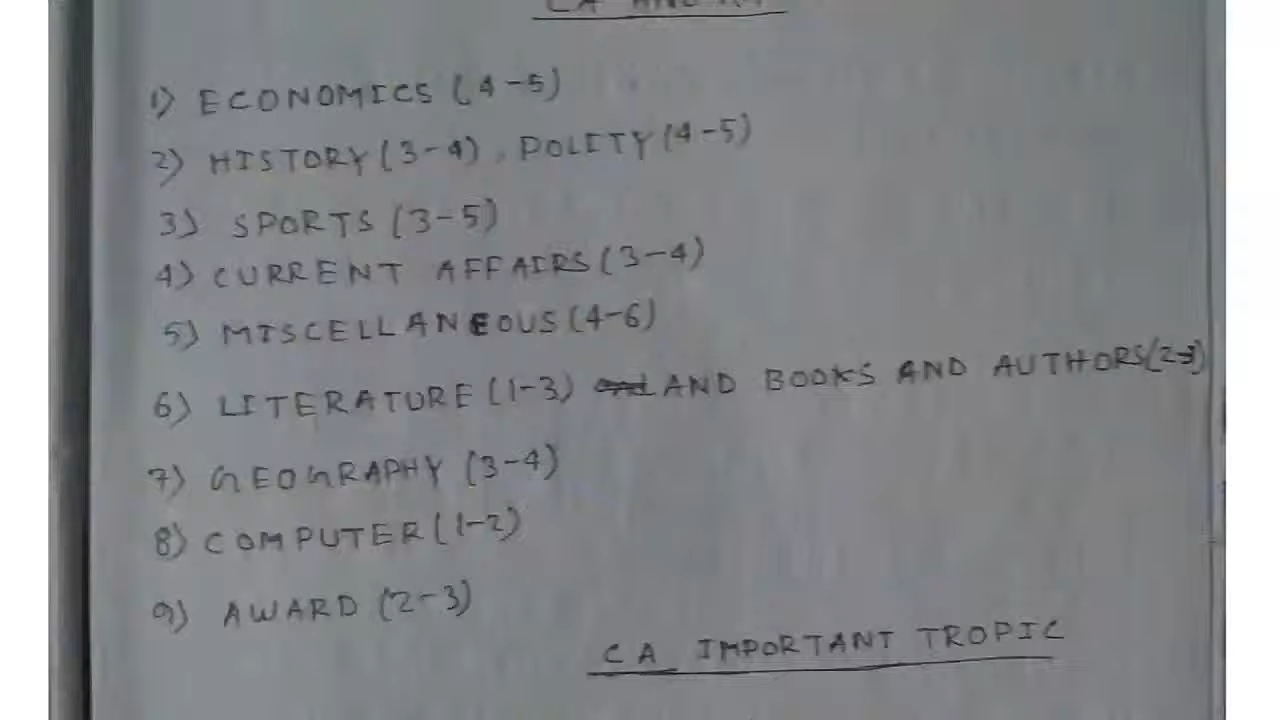 CA AND
1) ECONOMICS (4-5)
2) HISTORY (3-4), POLITY (4-5)
3) SPORTS (3-5)
4) CURRENT AFFAIRS (3-4)
5) MISCELLANEOUS (4-6)
6) LITERATURE (1-3) AND BOOKS AND AUTHORS (2-3)
7) GEOGRAPHY (3-4)
8) COMPUTER (1-2)
9) AWARD (2-3)
CA IMPORTANT TROPIC